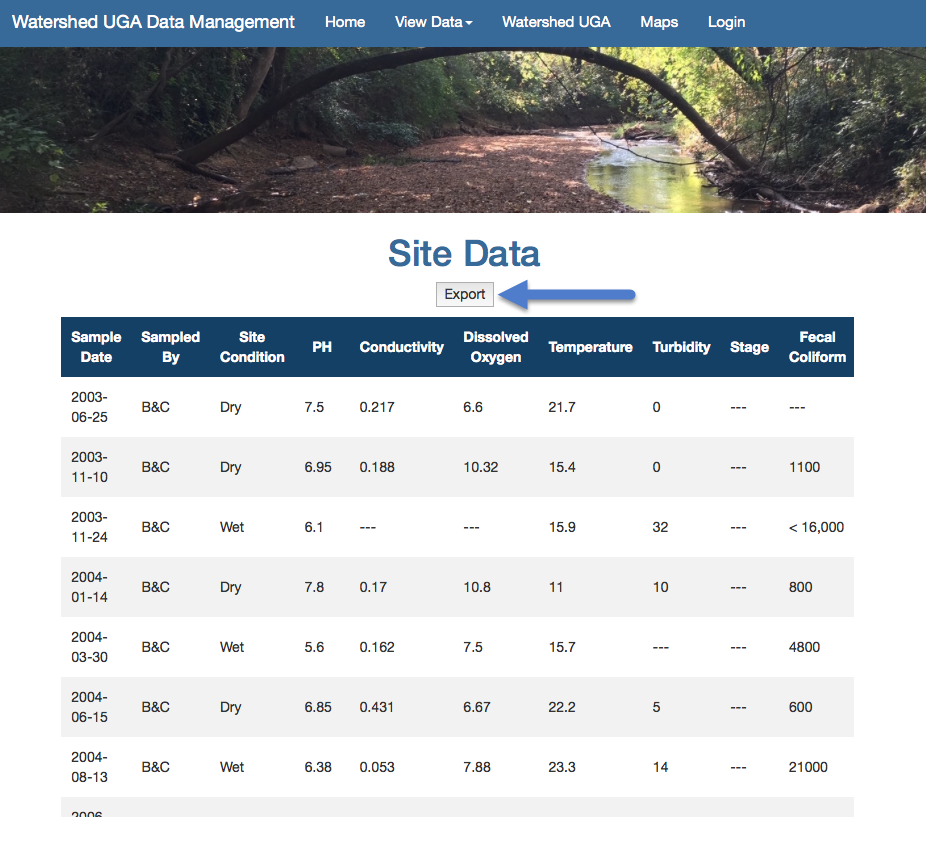 Watershed UGA Data Management Home View Data Watershed UGA Maps Login
Site Data
Export
Sample Date Sampled By Site Condition PH Conductivity Dissolved Oxygen Temperature Turbidity Stage Fecal Coliform
2003-06-25 B&C Dry 7.5 0.217 6.6 21.7 0 --- ---
2003-11-10 B&C Dry 6.95 0.188 10.32 15.4 0 --- 1100
2003-11-24 B&C Wet 6.1 --- --- 15.9 32 --- < 16,000
2004-01-14 B&C Dry 7.8 0.17 10.8 11 10 --- 800
2004-03-30 B&C Wet 5.6 0.162 7.5 15.7 --- --- 4800
2004-06-15 B&C Dry 6.85 0.431 6.67 22.2 5 --- 600
2004-08-13 B&C Wet 6.38 0.053 7.88 23.3 14 --- 21000